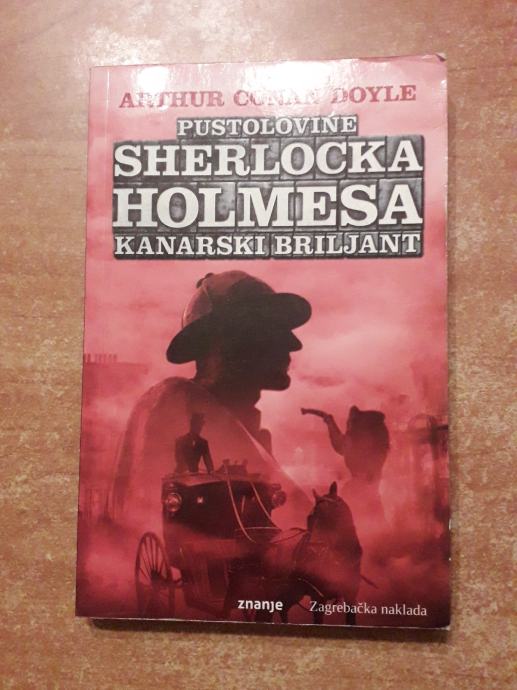 ARTHUR CONAN DOYLE
PUSTOLOVINE
SHERLOCKA
HOLMESA
KANARSKI BRILJANT
znanje Zagrebačka naklada